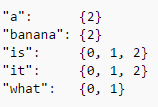 "a":      {2}
"banana": {2}
"is":     {0, 1, 2}
"it":     {0, 1, 2}
"what":   {0, 1}